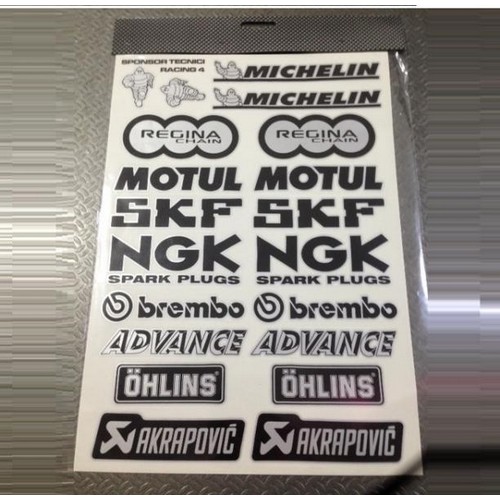 SPONSOR TECNICI
RACING 4
MICHELIN
MICHELIN
REGINA CHAIN REGINA CHAIN
MOTUL MOTUL
SKF SKF
NGK NGK
SPARK PLUGS SPARK PLUGS
brembo brembo
ADVANCE ADVANCE
ÖHLINS ÖHLINS
AKRAPOVIČ AKRAPOVIČ